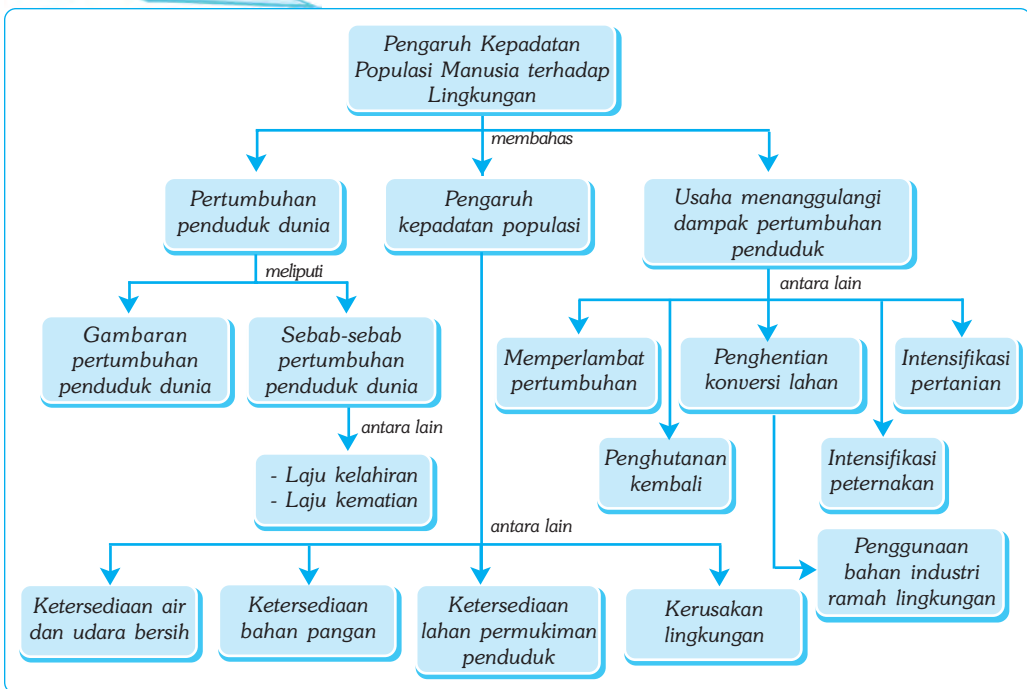 Pengaruh Kepadatan
Populasi Manusia terhadap
Lingkungan
membahas
Pertumbuhan
penduduk dunia
Pengaruh
kepadatan populasi
Usaha menanggulangi
dampak pertumbuhan
penduduk
meliputi
antara lain
Gambaran
pertumbuhan
penduduk dunia
Sebab-sebab
pertumbuhan
penduduk dunia
Memperlambat
pertumbuhan
Penghentian
konversi lahan
Intensifikasi
pertanian
antara lain
- Laju kelahiran
- Laju kematian
Penghutanan
kembali
Intensifikasi
peternakan
antara lain
Penggunaan
bahan industri
ramah lingkungan
Ketersediaan air
dan udara bersih
Ketersediaan
bahan pangan
Ketersediaan
lahan permukiman
penduduk
Kerusakan
lingkungan